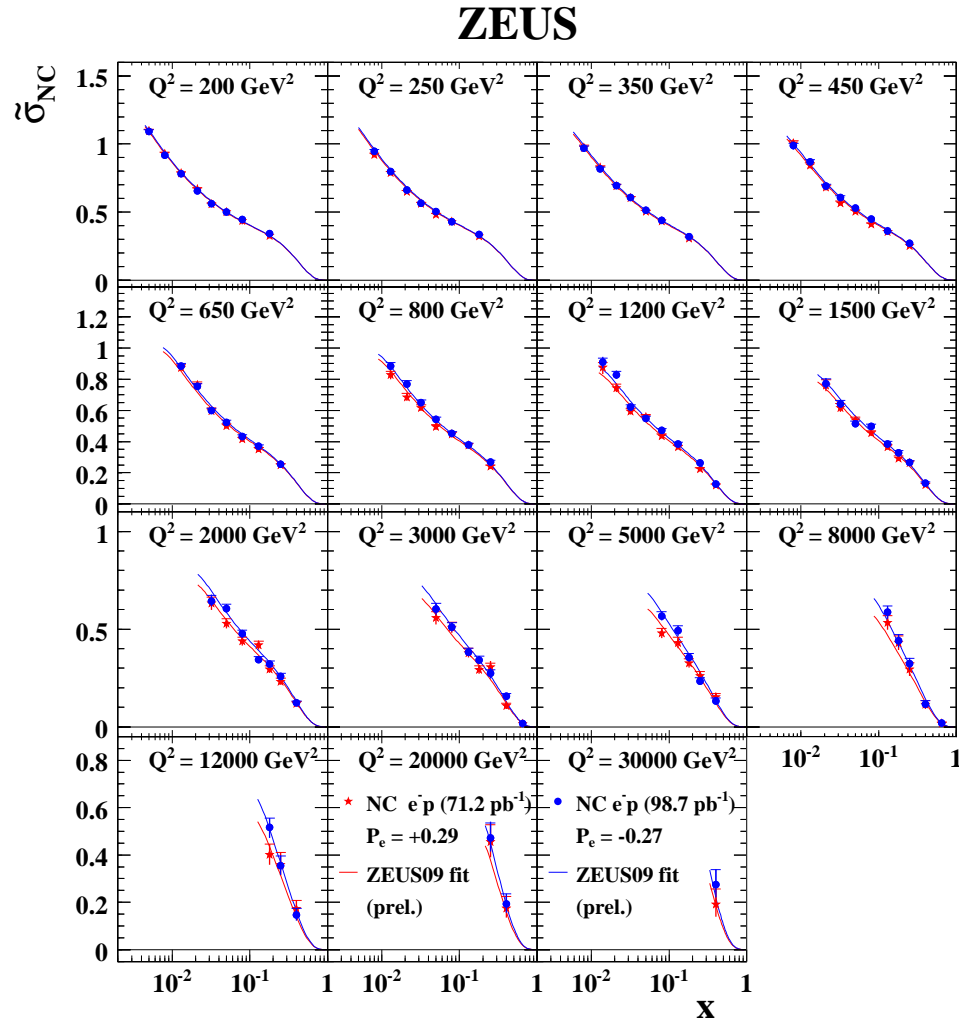 ZEUS
σ̃_NC
Q² = 200 GeV²
Q² = 250 GeV²
Q² = 350 GeV²
Q² = 450 GeV²
1.5
1
0.5
0
Q² = 650 GeV²
Q² = 800 GeV²
Q² = 1200 GeV²
Q² = 1500 GeV²
1.2
1
0.8
0.6
0.4
0.2
0
Q² = 2000 GeV²
Q² = 3000 GeV²
Q² = 5000 GeV²
Q² = 8000 GeV²
1
0.5
0
10⁻² 10⁻¹ 1
Q² = 12000 GeV²
Q² = 20000 GeV²
Q² = 30000 GeV²
0.8
0.6
0.4
0.2
0
NC e⁻p (71.2 pb⁻¹)
P_e = +0.29
ZEUS09 fit
(prel.)
NC e⁻p (98.7 pb⁻¹)
P_e = -0.27
ZEUS09 fit
(prel.)
10⁻² 10⁻¹ 1
10⁻² 10⁻¹ 1
10⁻² 10⁻¹ 1
x